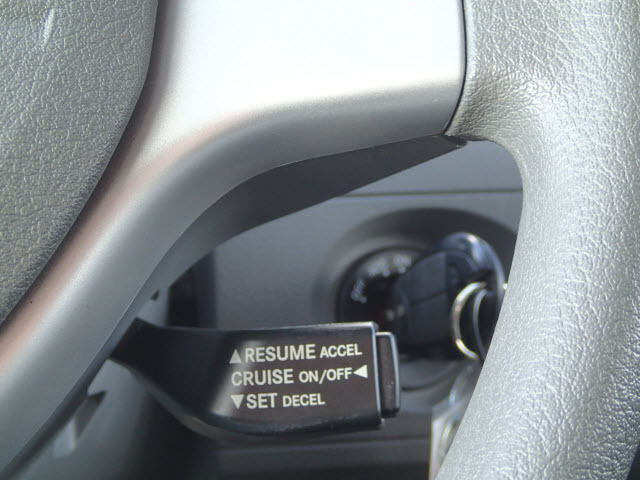 ▲RESUME ACCEL
CRUISE ON/OFF◄
▼SET DECEL